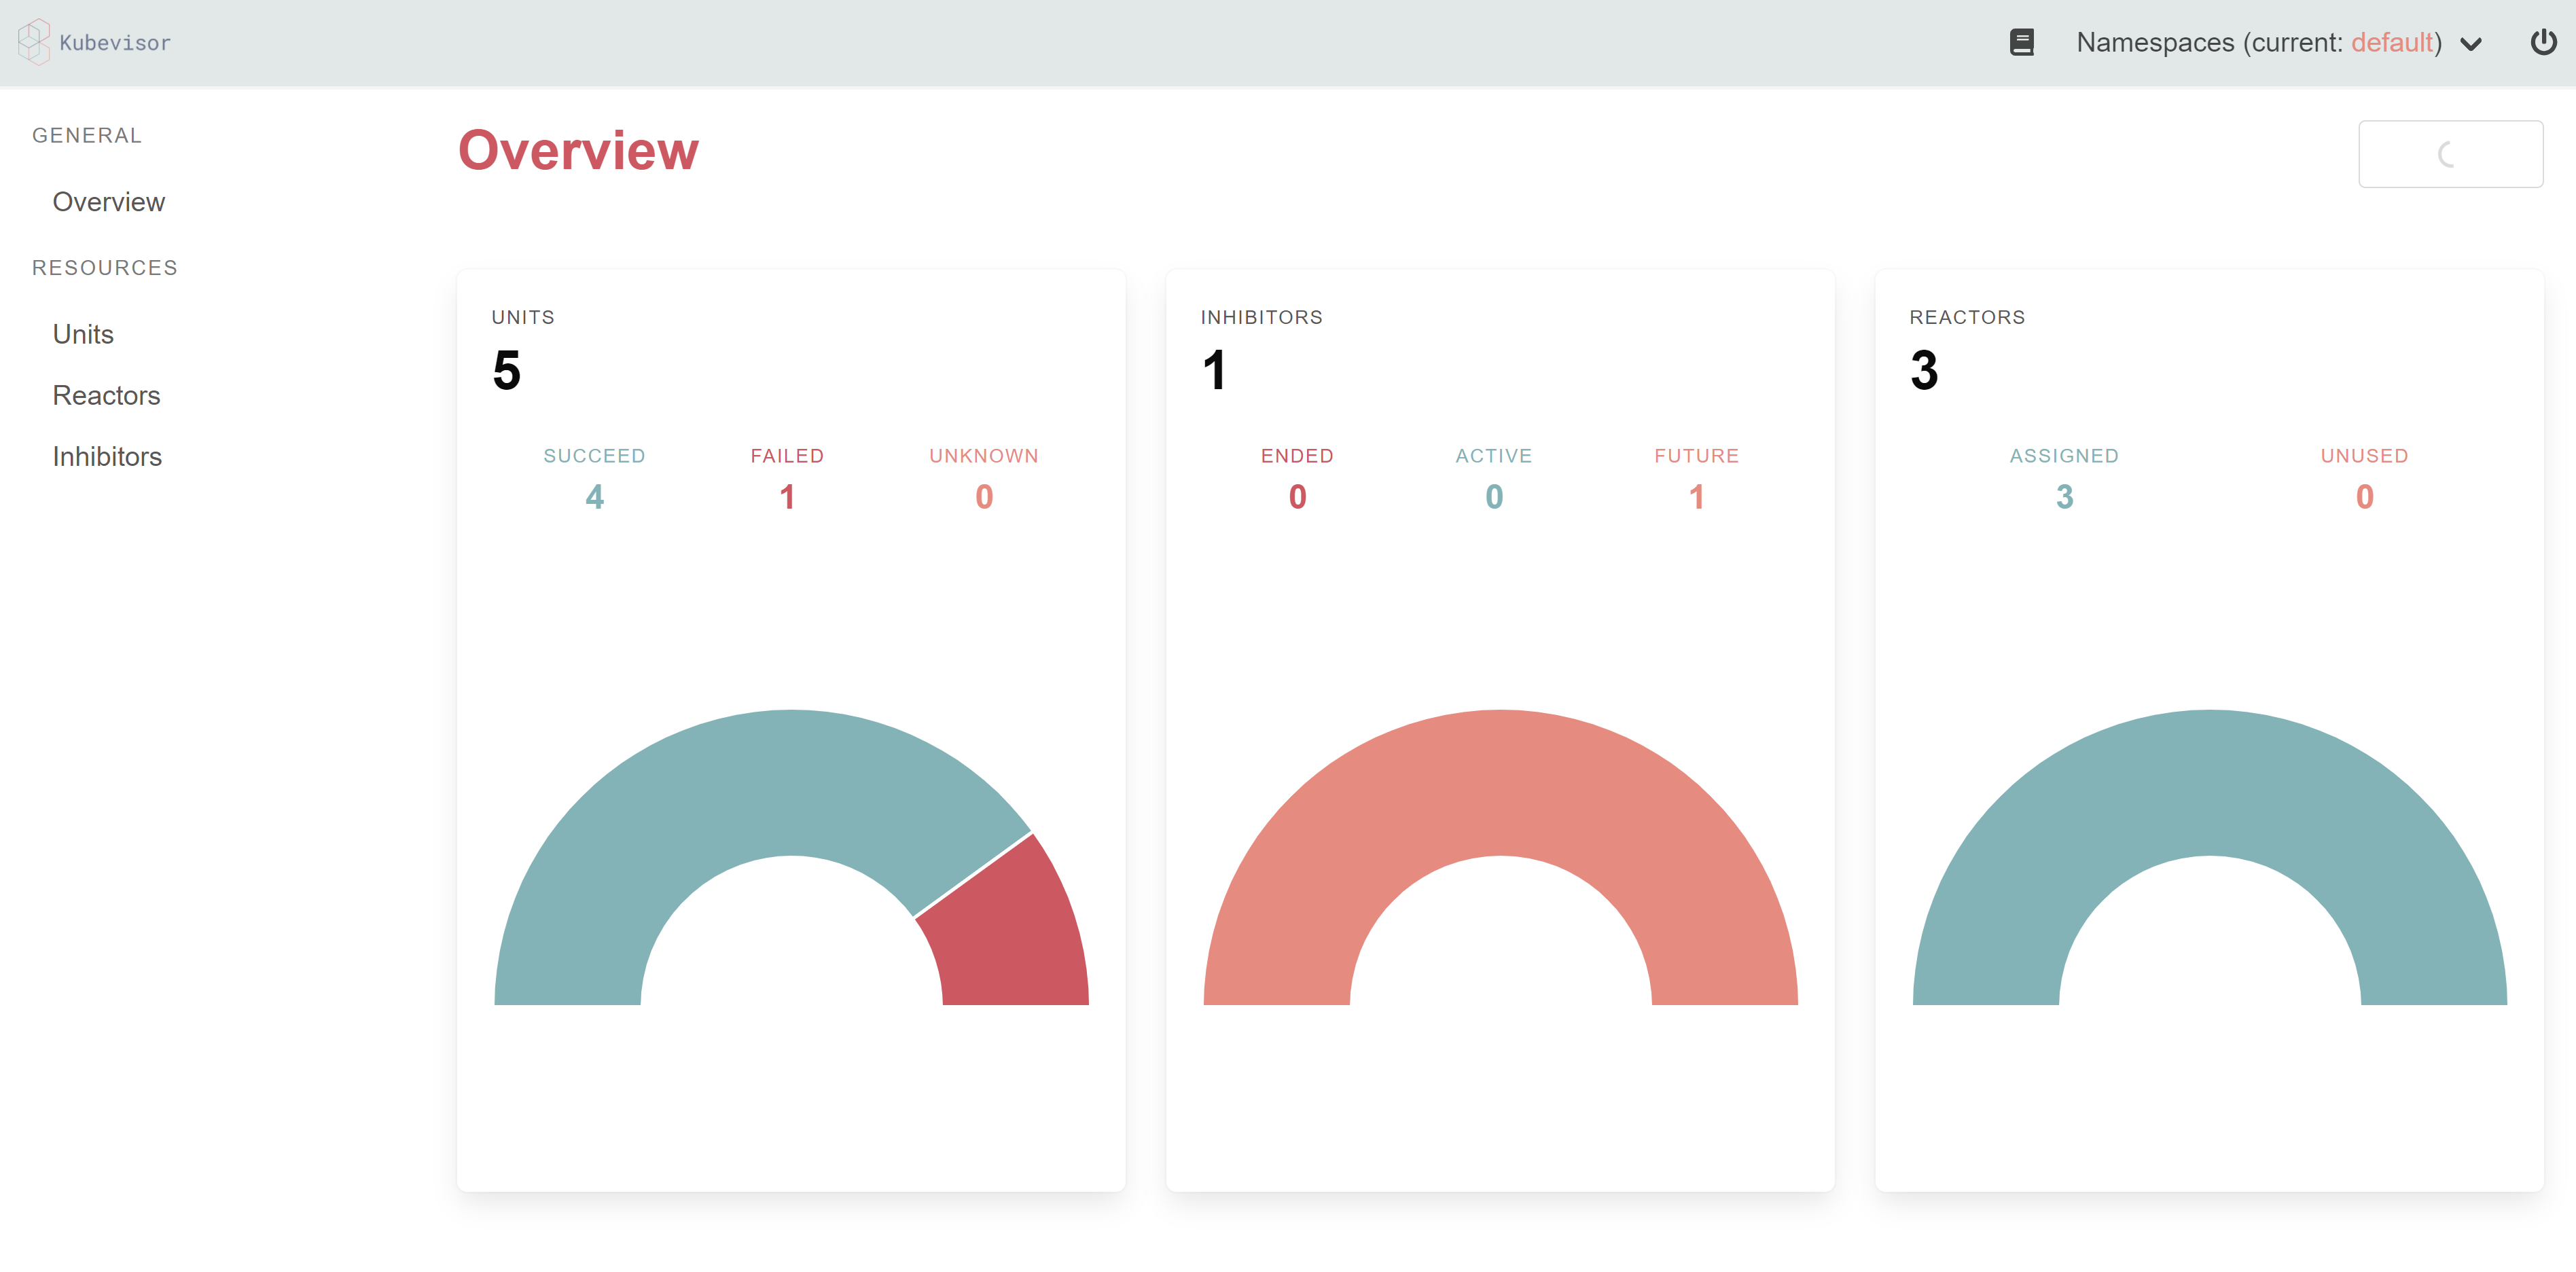 Kubevisor
Namespaces (current: default)
GENERAL
Overview
RESOURCES
Units
Reactors
Inhibitors
Overview
UNITS
5
SUCCEED FAILED UNKNOWN
4 1 0
INHIBITORS
1
ENDED ACTIVE FUTURE
0 0 1
REACTORS
3
ASSIGNED UNUSED
3 0